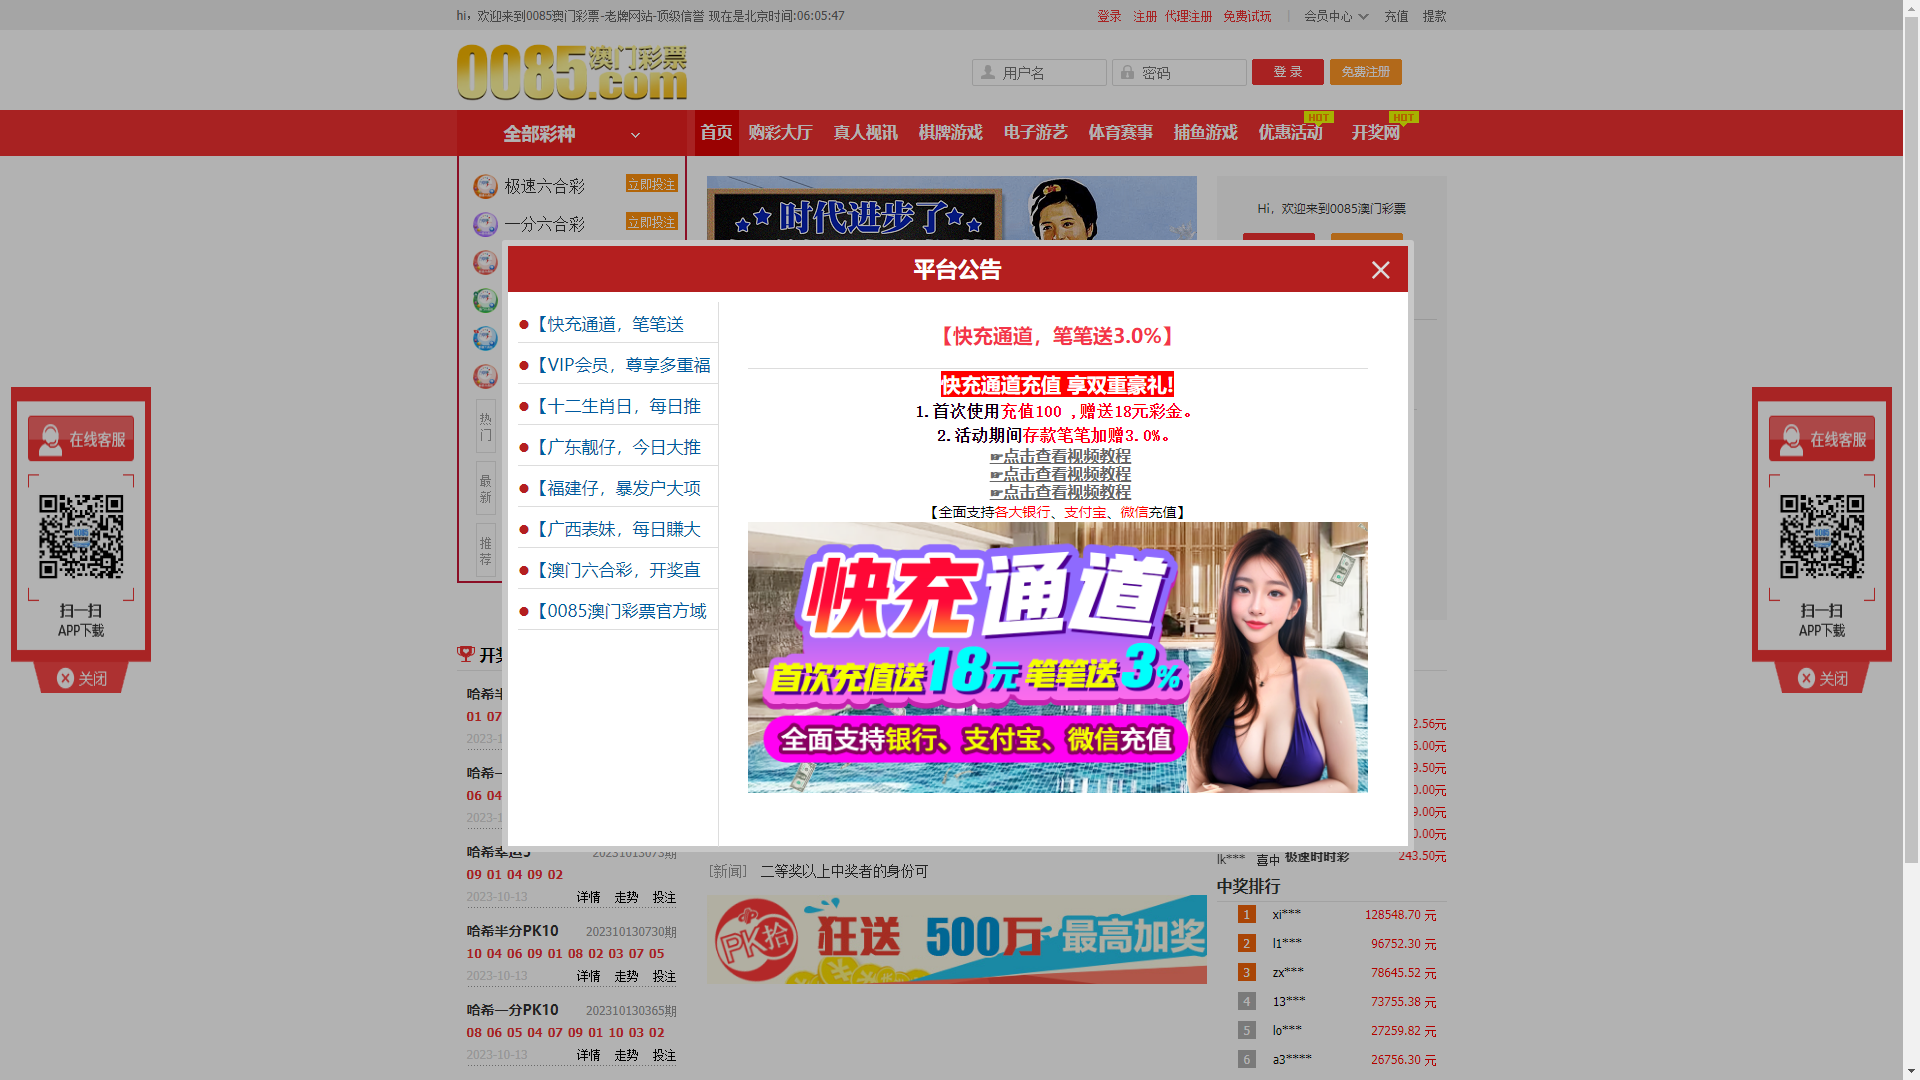 hi，欢迎来到0085澳门彩票-老牌网站-顶级信誉 现在是北京时间:06:05:47
登录 注册 代理注册 免费试玩 会员中心 充值 提款
0085.com 澳门彩票
用户名 密码 登 录 免费注册
全部彩种 首页 购彩大厅 真人视讯 棋牌游戏 电子游艺 体育赛事 捕鱼游戏 优惠活动 HOT 开奖网 HOT
极速六合彩 立即投注
一分六合彩 立即投注
热门
最新
推荐
时代进步了
Hi，欢迎来到0085澳门彩票
平台公告
【快充通道，笔笔送
【VIP会员，尊享多重福
【十二生肖日，每日推
【广东靓仔，今日大推
【福建仔，暴发户大项
【广西表妹，每日賺大
【澳门六合彩，开奖直
【0085澳门彩票官方域
【快充通道，笔笔送3.0%】
快充通道充值 享双重豪礼!
1.首次使用充值100 ,赠送18元彩金。
2.活动期间存款笔笔加赠3.0%。
☛点击查看视频教程
☛点击查看视频教程
☛点击查看视频教程
【全面支持各大银行、支付宝、微信充值】
快充通道
首次充值送18元 笔笔送3%
全面支持银行、支付宝、微信充值
在线客服
扫一扫
APP下载
关闭
在线客服
扫一扫
APP下载
关闭
开奖
哈希半
01 07
2023-1
哈希一
06 04
2023-1
哈希幸运5 20231013073期
09 01 04 09 02
2023-10-13 详情 走势 投注
哈希半分PK10 202310130730期
10 04 06 09 01 08 02 03 07 05
2023-10-13 详情 走势 投注
哈希一分PK10 202310130365期
08 06 05 04 07 09 01 10 03 02
2023-10-13 详情 走势 投注
[新闻] 二等奖以上中奖者的身份可
PK拾 狂送 500万 最高加奖
2.56元
5.00元
9.50元
0.00元
9.00元
0.00元
lk*** 喜中 极速时时彩 243.50元
中奖排行
1 xi*** 128548.70 元
2 l1*** 96752.30 元
3 zx*** 78645.52 元
4 13*** 73755.38 元
5 lo*** 27259.82 元
6 a3**** 26756.30 元